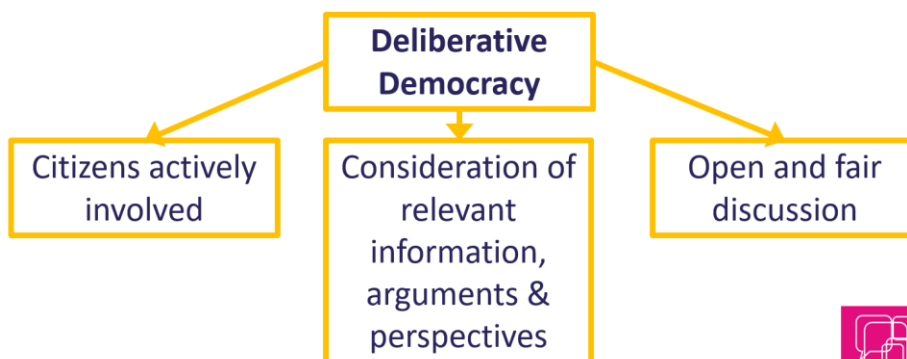 Deliberative
Democracy
Citizens actively
involved
Consideration of
relevant
information,
arguments &
perspectives
Open and fair
discussion